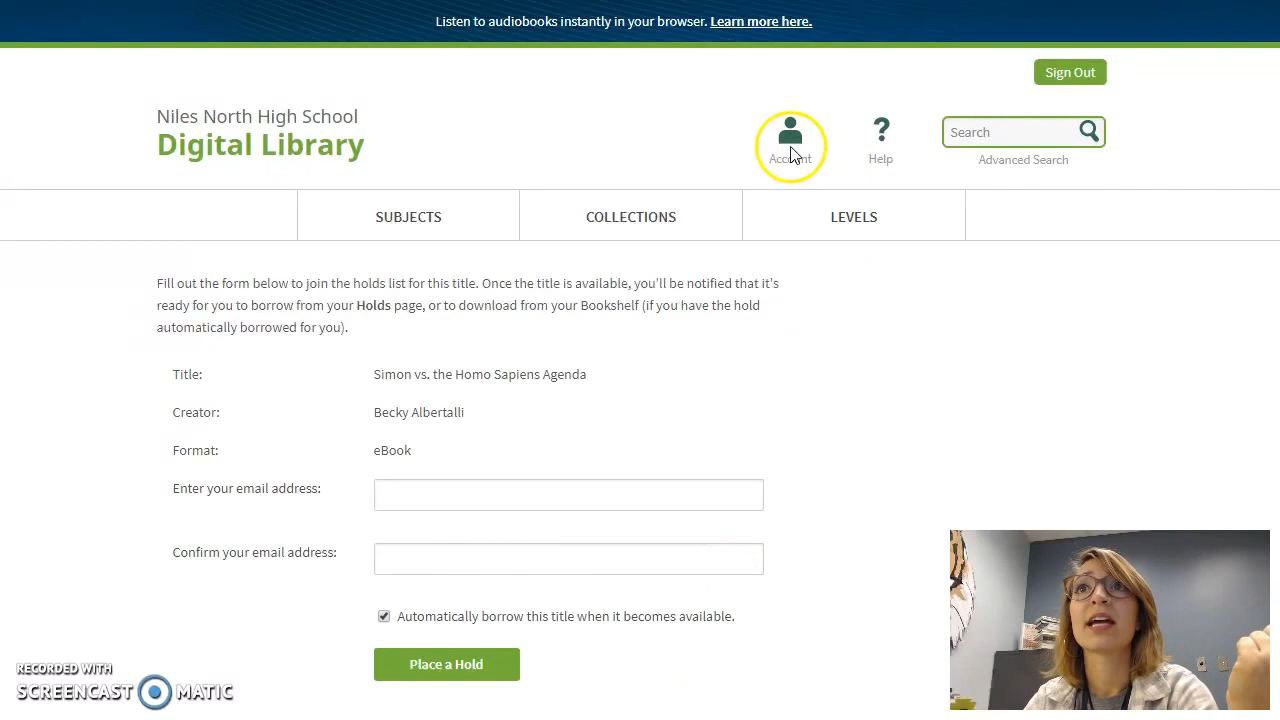 Listen to audiobooks instantly in your browser. Learn more here.
Sign Out
Niles North High School
Digital Library
Account
Help
Search
Advanced Search
SUBJECTS
COLLECTIONS
LEVELS
Fill out the form below to join the holds list for this title. Once the title is available, you'll be notified that it's
ready for you to borrow from your Holds page, or to download from your Bookshelf (if you have the hold
automatically borrowed for you).
Title: Simon vs. the Homo Sapiens Agenda
Creator: Becky Albertalli
Format: eBook
Enter your email address:
Confirm your email address:
Automatically borrow this title when it becomes available.
Place a Hold
RECORDED WITH
SCREENCAST MATIC